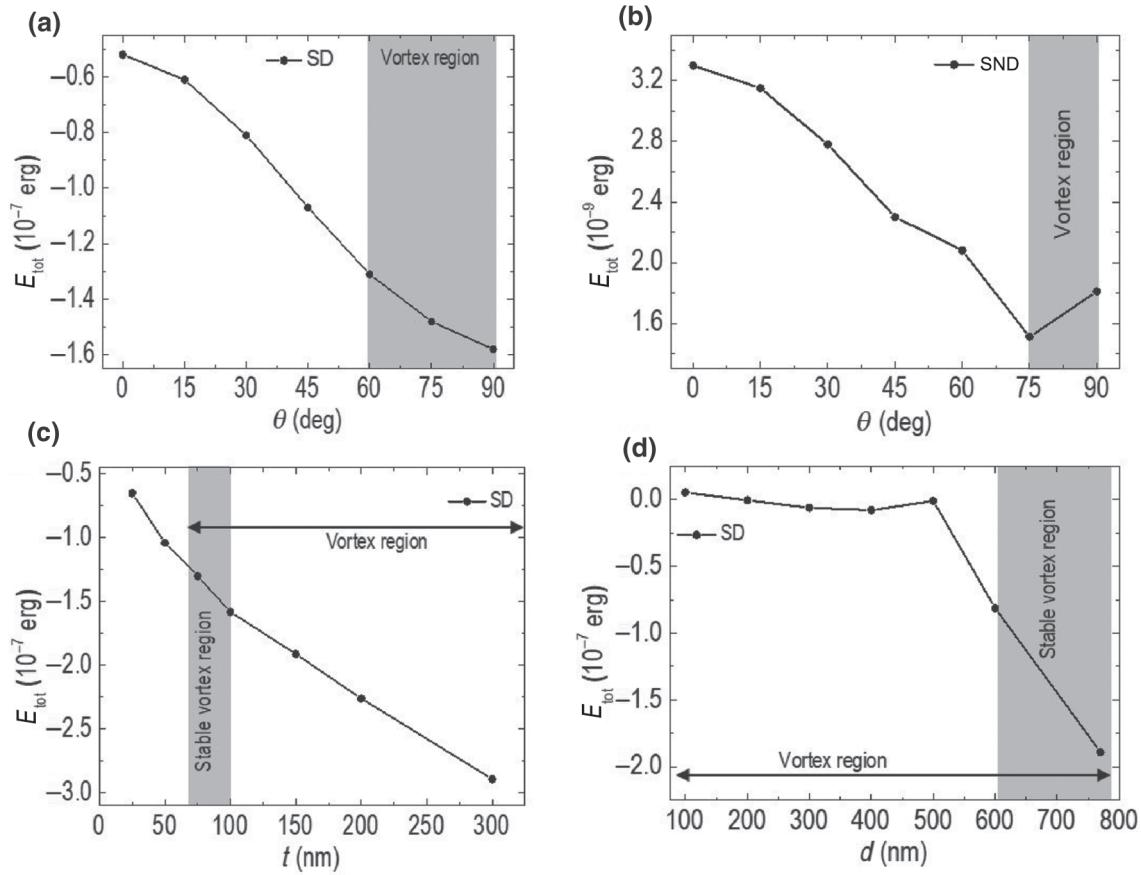 (a)
SD
Vortex region
−0.6
−0.8
−1.0
−1.2
−1.4
−1.6
E_tot (10⁻⁷ erg)
0 15 30 45 60 75 90
θ (deg)
(b)
SND
Vortex region
3.2
2.8
2.4
2.0
1.6
E_tot (10⁻⁹ erg)
0 15 30 45 60 75 90
θ (deg)
(c)
SD
Vortex region
Stable vortex region
−0.5
−1.0
−1.5
−2.0
−2.5
−3.0
E_tot (10⁻⁷ erg)
0 50 100 150 200 250 300
t (nm)
(d)
SD
Stable vortex region
Vortex region
0.0
−0.5
−1.0
−1.5
−2.0
E_tot (10⁻⁷ erg)
100 200 300 400 500 600 700 800
d (nm)